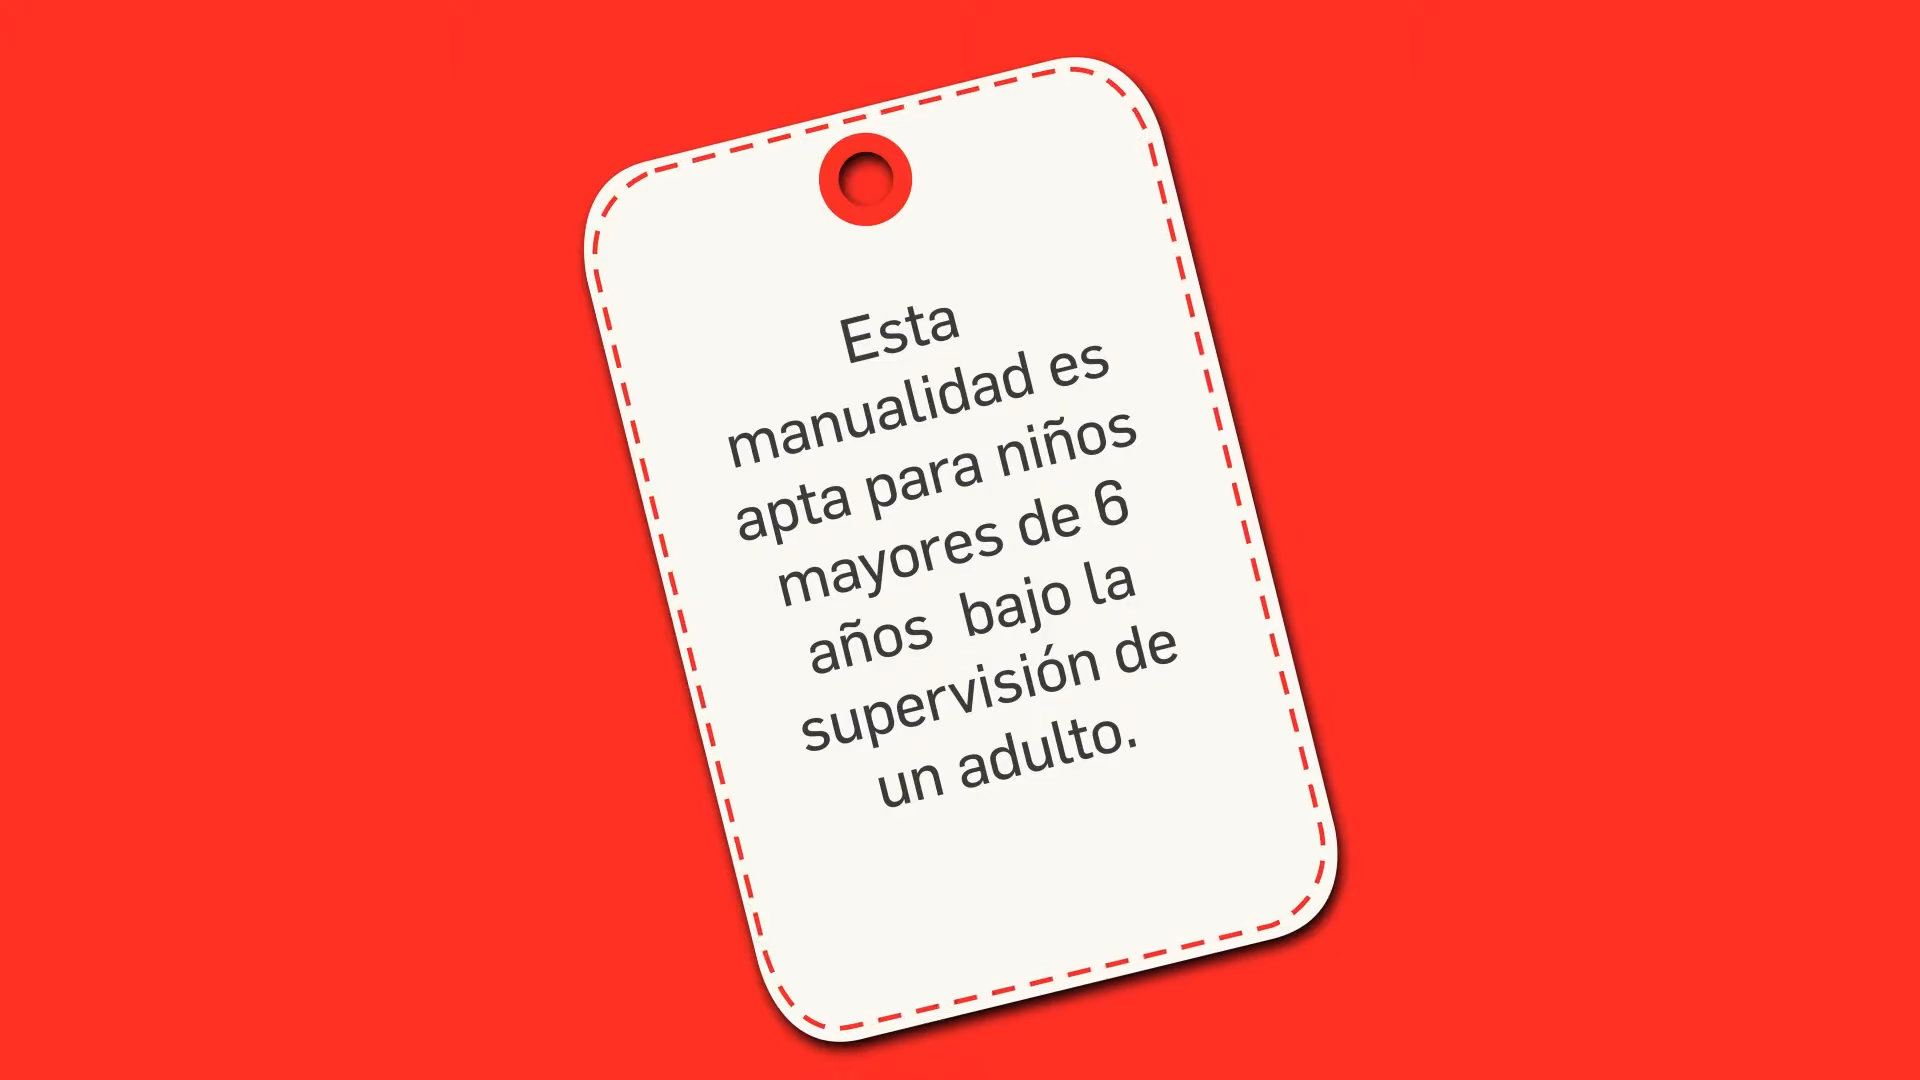 Esta
manualidad es
apta para niños
mayores de 6
años  bajo la
supervisión de
un adulto.